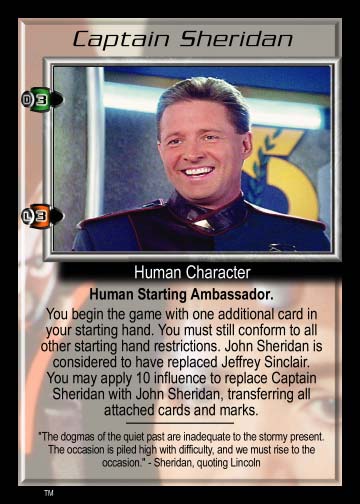 Captain Sheridan
D 3
L 3
Human Character
Human Starting Ambassador.
You begin the game with one additional card in
your starting hand. You must still conform to all
other starting hand restrictions. John Sheridan is
considered to have replaced Jeffrey Sinclair.
You may apply 10 influence to replace Captain
Sheridan with John Sheridan, transferring all
attached cards and marks.
"The dogmas of the quiet past are inadequate to the stormy present.
The occasion is piled high with difficulty, and we must rise to the
occasion." - Sheridan, quoting Lincoln
TM